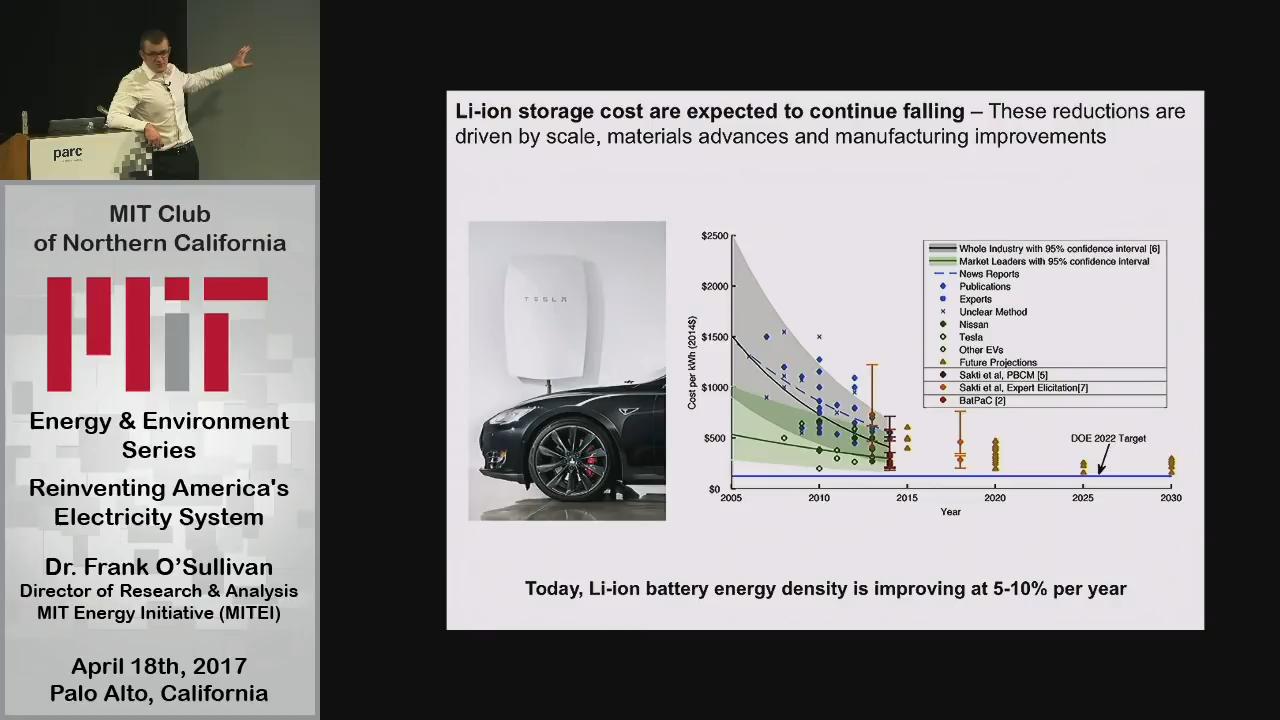 parc
MIT Club
of Northern California
MIT
Energy & Environment
Series
Reinventing America's
Electricity System
Dr. Frank O'Sullivan
Director of Research & Analysis
MIT Energy Initiative (MITEI)
April 18th, 2017
Palo Alto, California
Li-ion storage cost are expected to continue falling – These reductions are
driven by scale, materials advances and manufacturing improvements
TESLA
Cost per kWh (2014$)
$2500
$2000
$1500
$1000
$500
$0
2005
2010
2015
2020
2025
2030
Year
Whole Industry with 95% confidence interval [6]
Market Leaders with 95% confidence interval
News Reports
Publications
Experts
Unclear Method
Nissan
Tesla
Other EVs
Future Projections
Sakti et al, PBCM [5]
Sakti et al, Expert Elicitation[7]
BatPaC [2]
DOE 2022 Target
Today, Li-ion battery energy density is improving at 5-10% per year